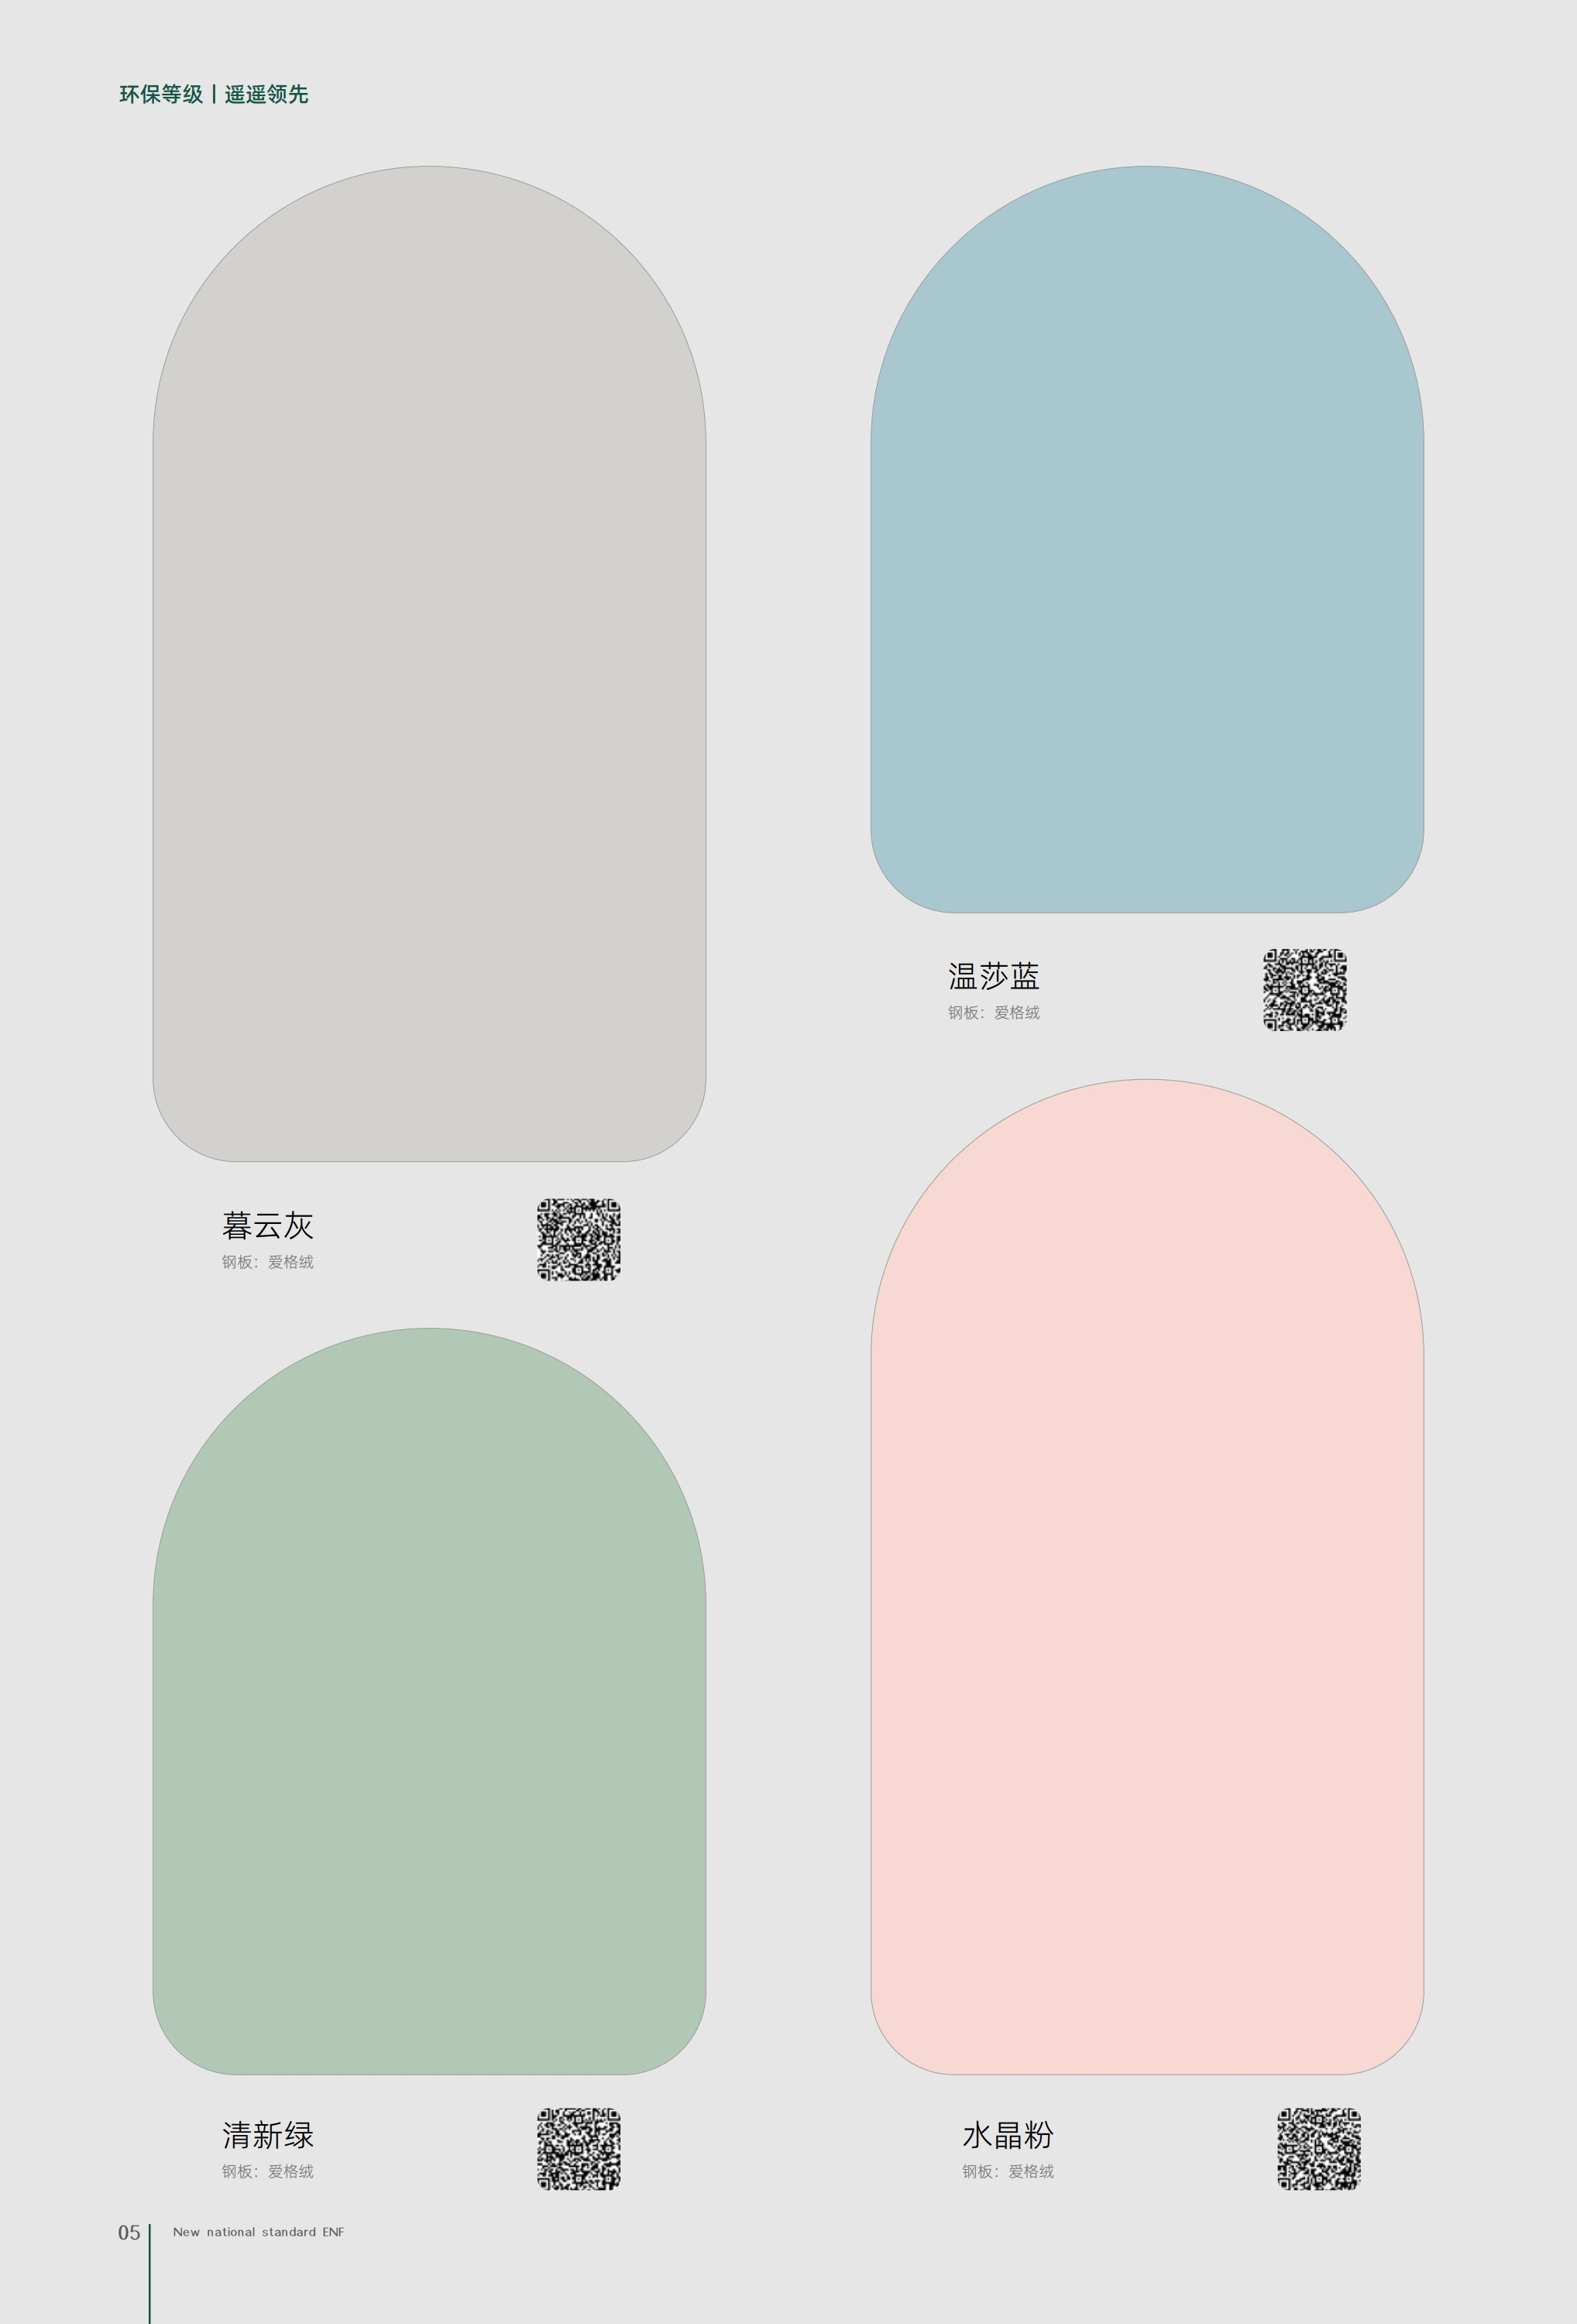 环保等级丨遥遥领先
暮云灰
钢板：爱格绒
温莎蓝
钢板：爱格绒
清新绿
钢板：爱格绒
水晶粉
钢板：爱格绒
05
New national standard ENF